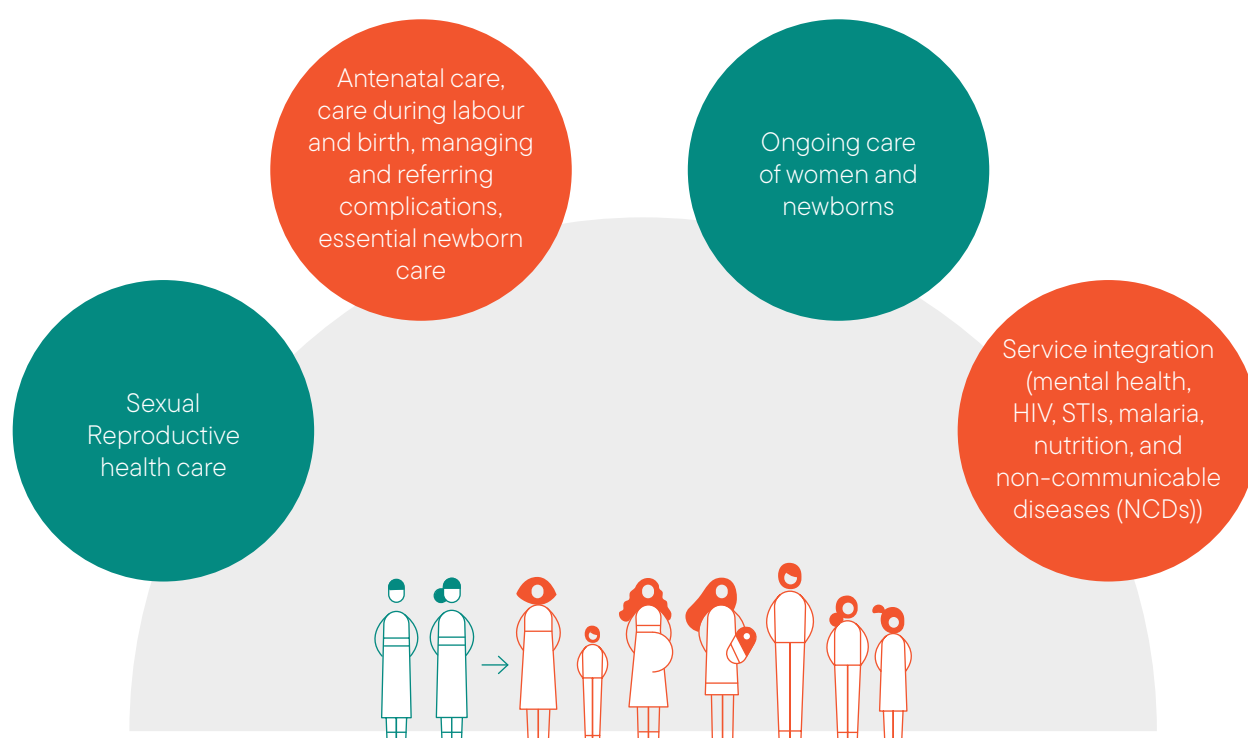 Antenatal care,
care during labour
and birth, managing
and referring
complications,
essential newborn
care
Ongoing care
of women and
newborns
Sexual
Reproductive
health care
Service integration
(mental health,
HIV, STIs, malaria,
nutrition, and
non-communicable
diseases (NCDs))